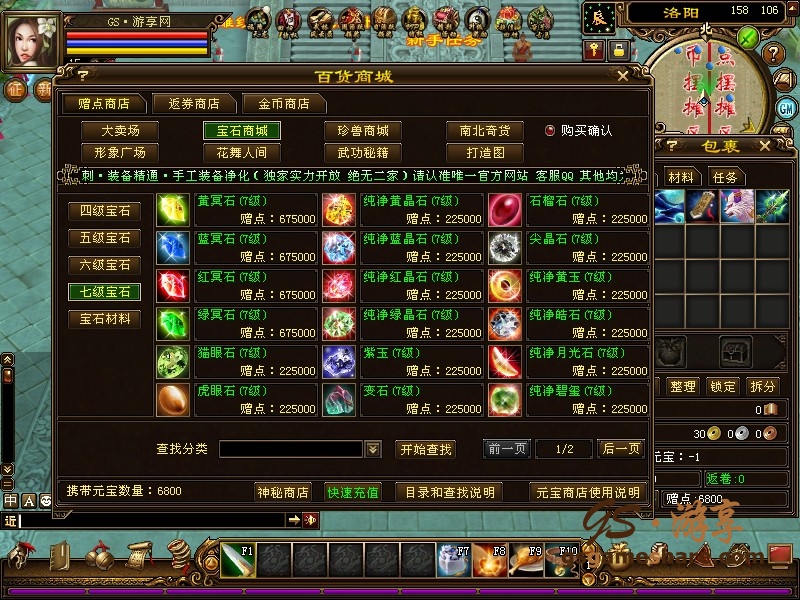 GS·游享网
新手任务
洛阳
158 106
北
辰
GM
征
新
百货商城
赠点商店
返券商店
金币商店
大卖场
宝石商城
珍兽商城
南北奇货
购买确认
形象广场
花舞人间
武功秘籍
打造图
刺·装备精通·手工装备净化(独家实力开放 绝无二家)请认准唯一官方网站 客服QQ 其他均
四级宝石
五级宝石
六级宝石
七级宝石
宝石材料
黄冥石(7级)
赠点:675000
纯净黄晶石(7级)
赠点:225000
石榴石(7级)
赠点:225000
蓝冥石(7级)
赠点:675000
纯净蓝晶石(7级)
赠点:225000
尖晶石(7级)
赠点:225000
红冥石(7级)
赠点:675000
纯净红晶石(7级)
赠点:225000
纯净黄玉(7级)
赠点:225000
绿冥石(7级)
赠点:675000
纯净绿晶石(7级)
赠点:225000
纯净皓石(7级)
赠点:225000
猫眼石(7级)
赠点:225000
紫玉(7级)
赠点:225000
纯净月光石(7级)
赠点:225000
虎眼石(7级)
赠点:225000
变石(7级)
赠点:225000
纯净碧玺(7级)
赠点:225000
查找分类
开始查找
前一页
1/2
后一页
携带元宝数量:6800
神秘商店
快速充值
目录和查找说明
元宝商店使用说明
包裹
材料
任务
整理
锁定
拆分
0
30 0 0
元宝:-1
返卷:0
赠点:6800
中 A
近
GS·游享
F1 F7 F8 F9 F10
1